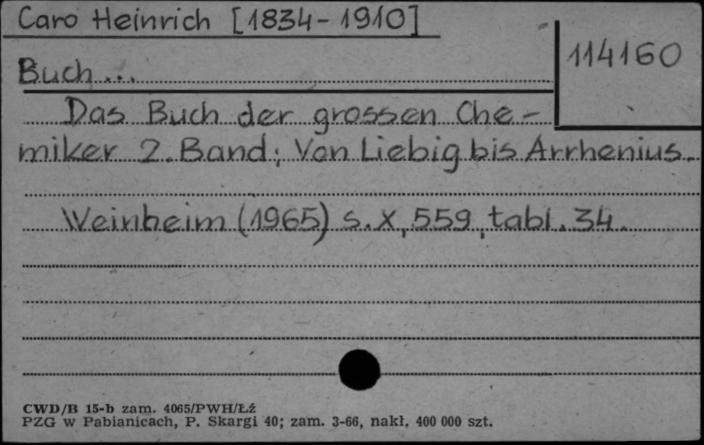 Caro Heinrich [1834-1910]
114160
Buch...
Das Buch der grossen Che-
miker 2. Band: Von Liebig bis Arrhenius.
Weinheim (1965) s. X, 559, tabl. 34.
CWD/B 15-b zam. 4065/PWH/Łź
PZG w Pabianicach, P. Skargi 40; zam. 3-66, nakł. 400 000 szt.